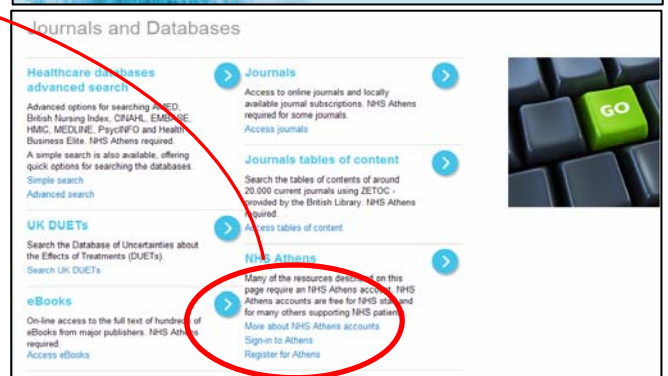 Journals and Databases
Healthcare databases
advanced search
Advanced options for searching AMED,
British Nursing Index, CINAHL, EMBASE,
HMIC, MEDLINE, PsycINFO and Health
Business Elite. NHS Athens required.
A simple search is also available, offering
quick options for searching the databases.
Simple search
Advanced search
UK DUETs
Search the Database of Uncertainties about
the Effects of Treatments (DUETs).
Search UK DUETs
eBooks
On-line access to the full text of hundreds of
eBooks from major publishers. NHS Athens
required.
Access eBooks
Journals
Access to online journals and locally
available journal subscriptions. NHS Athens
required for some journals.
Access journals
Journals tables of content
Search the tables of contents of around
20,000 current journals using ZETOC -
provided by the British Library. NHS Athens
required.
Access tables of content
NHS Athens
Many of the resources described on this
page require an NHS Athens account. NHS
Athens accounts are free for NHS staff and
for many others supporting NHS patients.
More about NHS Athens accounts
Sign-in to Athens
Register for Athens
GO